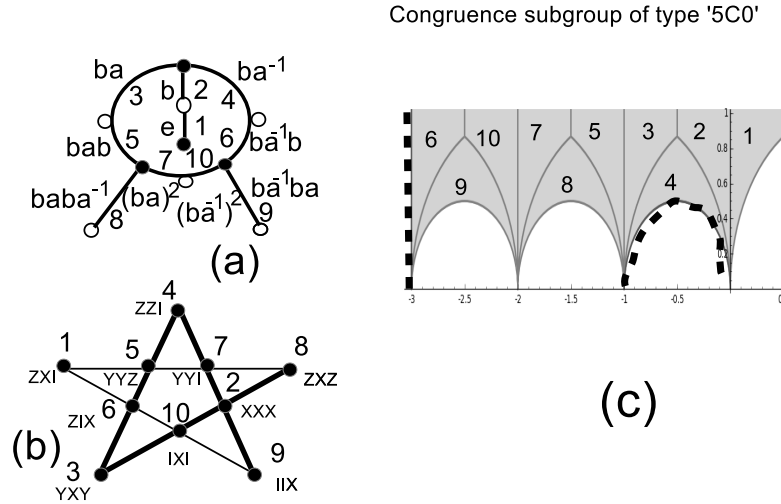 Congruence subgroup of type '5C0'
ba
ba⁻¹
3
b
2
4
e
1
5
6
bab
ba⁻¹b
7
10
baba⁻¹
(ba)²
(ba⁻¹)²
ba⁻¹ba
8
9
(a)
4
ZZI
1
5
7
8
ZXI
YYZ
YYI
ZXZ
2
6
10
XXX
ZIX
IXI
3
9
YXY
IIX
(b)
1
6
10
7
5
3
2
1
0.8
0.6
9
8
4
0.4
0.2
-3
-2.5
-2
-1.5
-1
-0.5
0
(c)